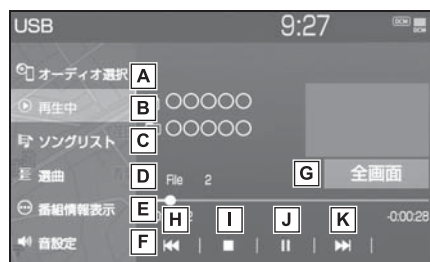 USB
9:27
DCM
オーディオ選択 A
再生中 B
○○○○○
ソングリスト C
○○○○○
選曲 D
File 2
G 全画面
番組情報表示 E
-0:00:28
音設定 F
H I J K